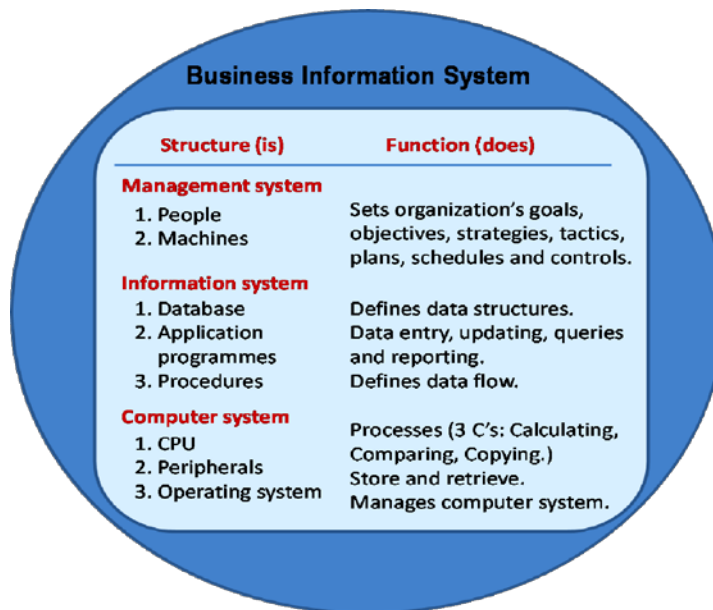 Business Information System
Structure (is)
Function (does)
Management system
1. People
2. Machines
Sets organization's goals,
objectives, strategies, tactics,
plans, schedules and controls.
Information system
1. Database
2. Application
programmes
3. Procedures
Defines data structures.
Data entry, updating, queries
and reporting.
Defines data flow.
Computer system
1. CPU
2. Peripherals
3. Operating system
Processes (3 C's: Calculating,
Comparing, Copying.)
Store and retrieve.
Manages computer system.